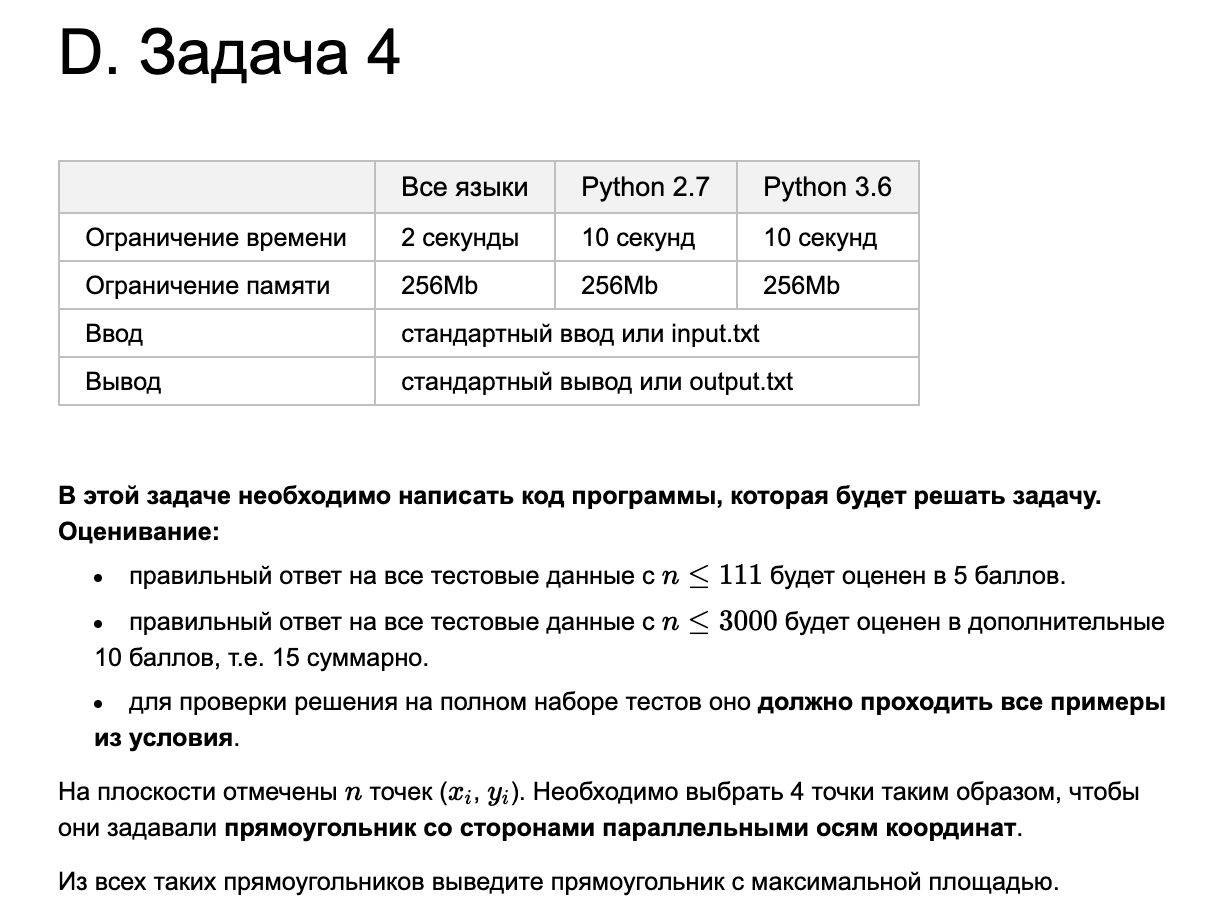 D. Задача 4
Все языки Python 2.7 Python 3.6
Ограничение времени 2 секунды 10 секунд 10 секунд
Ограничение памяти 256Mb 256Mb 256Mb
Ввод стандартный ввод или input.txt
Вывод стандартный вывод или output.txt
В этой задаче необходимо написать код программы, которая будет решать задачу.
Оценивание:
• правильный ответ на все тестовые данные с n ≤ 111 будет оценен в 5 баллов.
• правильный ответ на все тестовые данные с n ≤ 3000 будет оценен в дополнительные
10 баллов, т.е. 15 суммарно.
• для проверки решения на полном наборе тестов оно должно проходить все примеры
из условия.
На плоскости отмечены n точек (xᵢ, yᵢ). Необходимо выбрать 4 точки таким образом, чтобы
они задавали прямоугольник со сторонами параллельными осям координат.
Из всех таких прямоугольников выведите прямоугольник с максимальной площадью.